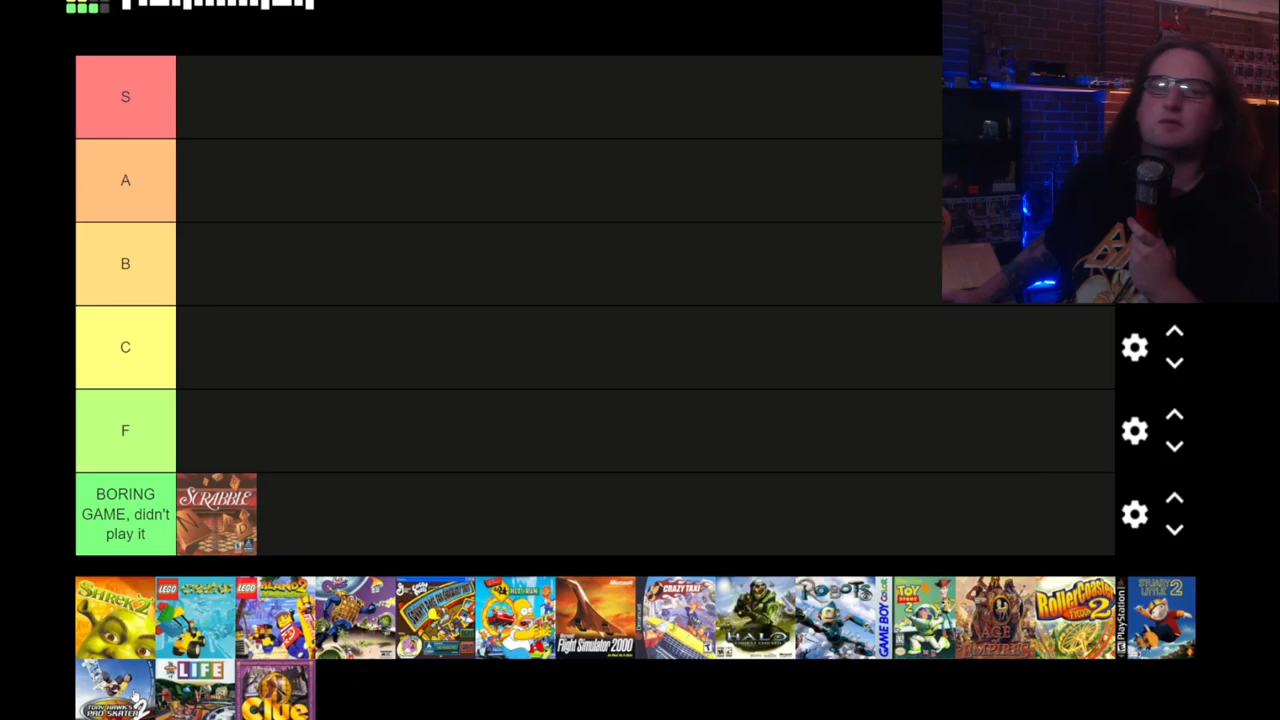 S
A
B
C
F
BORING
GAME, didn't
play it
SCRABBLE
SHREK 2
LEGO
LEGO
ISLAND 2
HIT & RUN
Microsoft
Flight Simulator 2000
CRAZY TAXI
HALO
ROBOTS
GAME BOY COLOR
TOY STORY 2
AGE OF EMPIRES
RollerCoaster
Tycoon 2
PlayStation
STUART LITTLE 2
TONY HAWK'S
PRO SKATER 2
LIFE
Clue